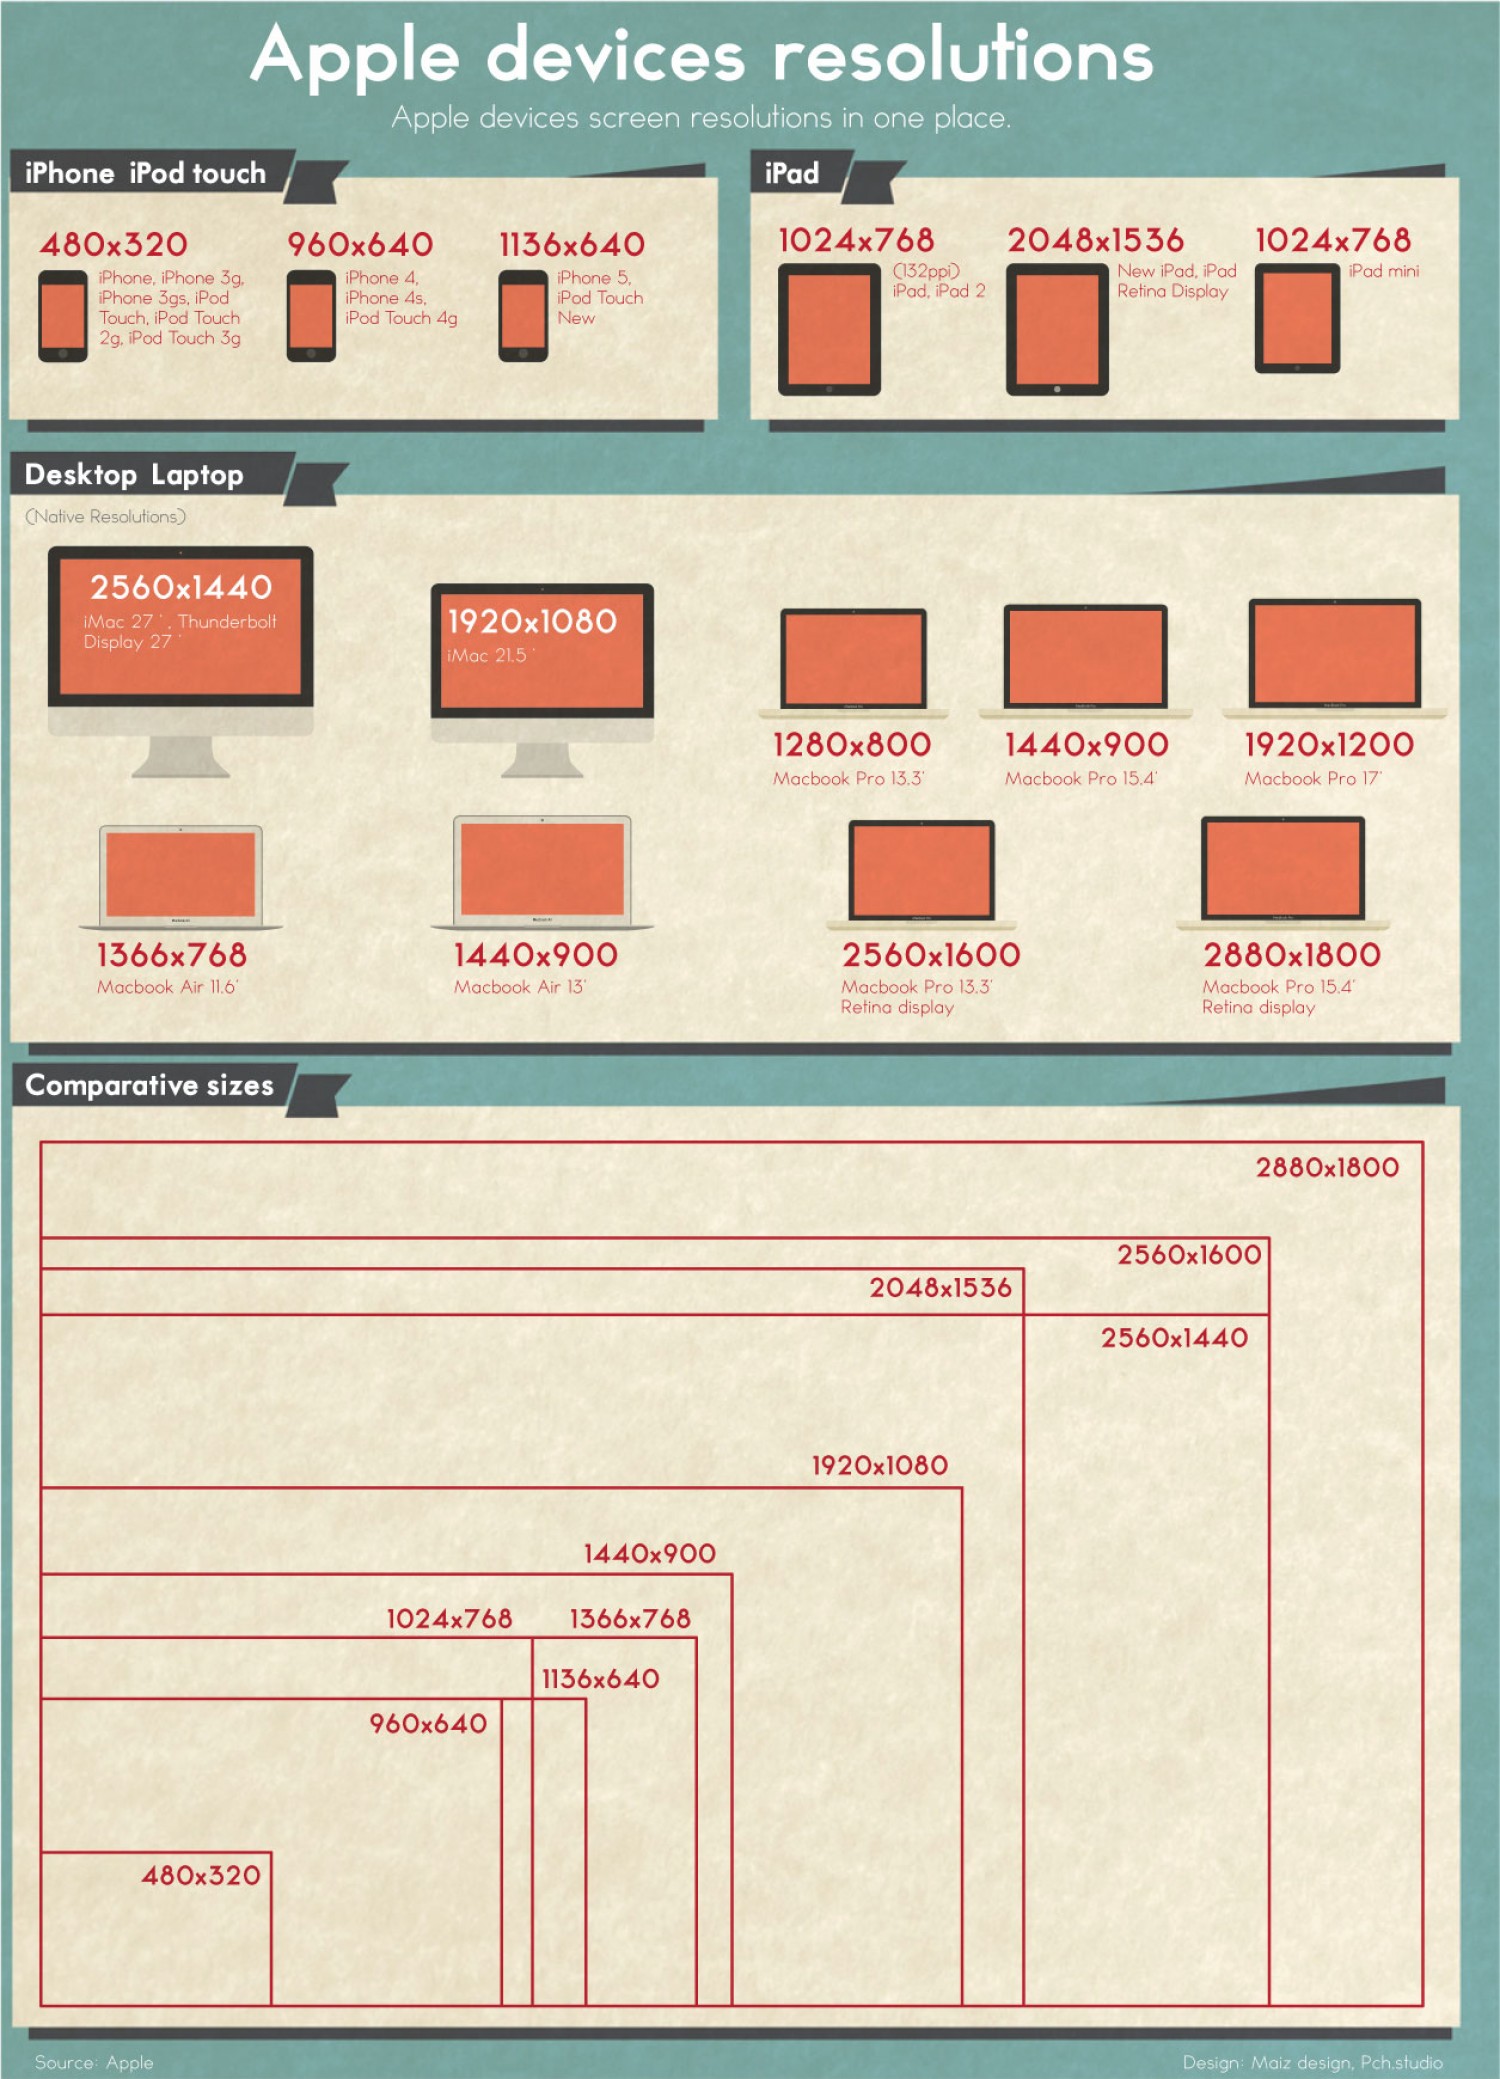 Apple devices resolutions
Apple devices screen resolutions in one place.
iPhone iPod touch
480x320
iPhone, iPhone 3g,
iPhone 3gs, iPod
Touch, iPod Touch
2g, iPod Touch 3g
960x640
iPhone 4,
iPhone 4s,
iPod Touch 4g
1136x640
iPhone 5,
iPod Touch
New
iPad
1024x768
(132ppi)
iPad, iPad 2
2048x1536
New iPad, iPad
Retina Display
1024x768
iPad mini
Desktop Laptop
(Native Resolutions)
2560x1440
iMac 27 ', Thunderbolt
Display 27 '
1920x1080
iMac 21.5 '
1280x800
Macbook Pro 13.3'
1440x900
Macbook Pro 15.4'
1920x1200
Macbook Pro 17'
1366x768
Macbook Air 11.6'
1440x900
Macbook Air 13'
2560x1600
Macbook Pro 13.3'
Retina display
2880x1800
Macbook Pro 15.4'
Retina display
Comparative sizes
2880x1800
2560x1600
2048x1536
2560x1440
1920x1080
1440x900
1024x768
1366x768
1136x640
960x640
480x320
Source: Apple
Design: Maiz design, Pch.studio